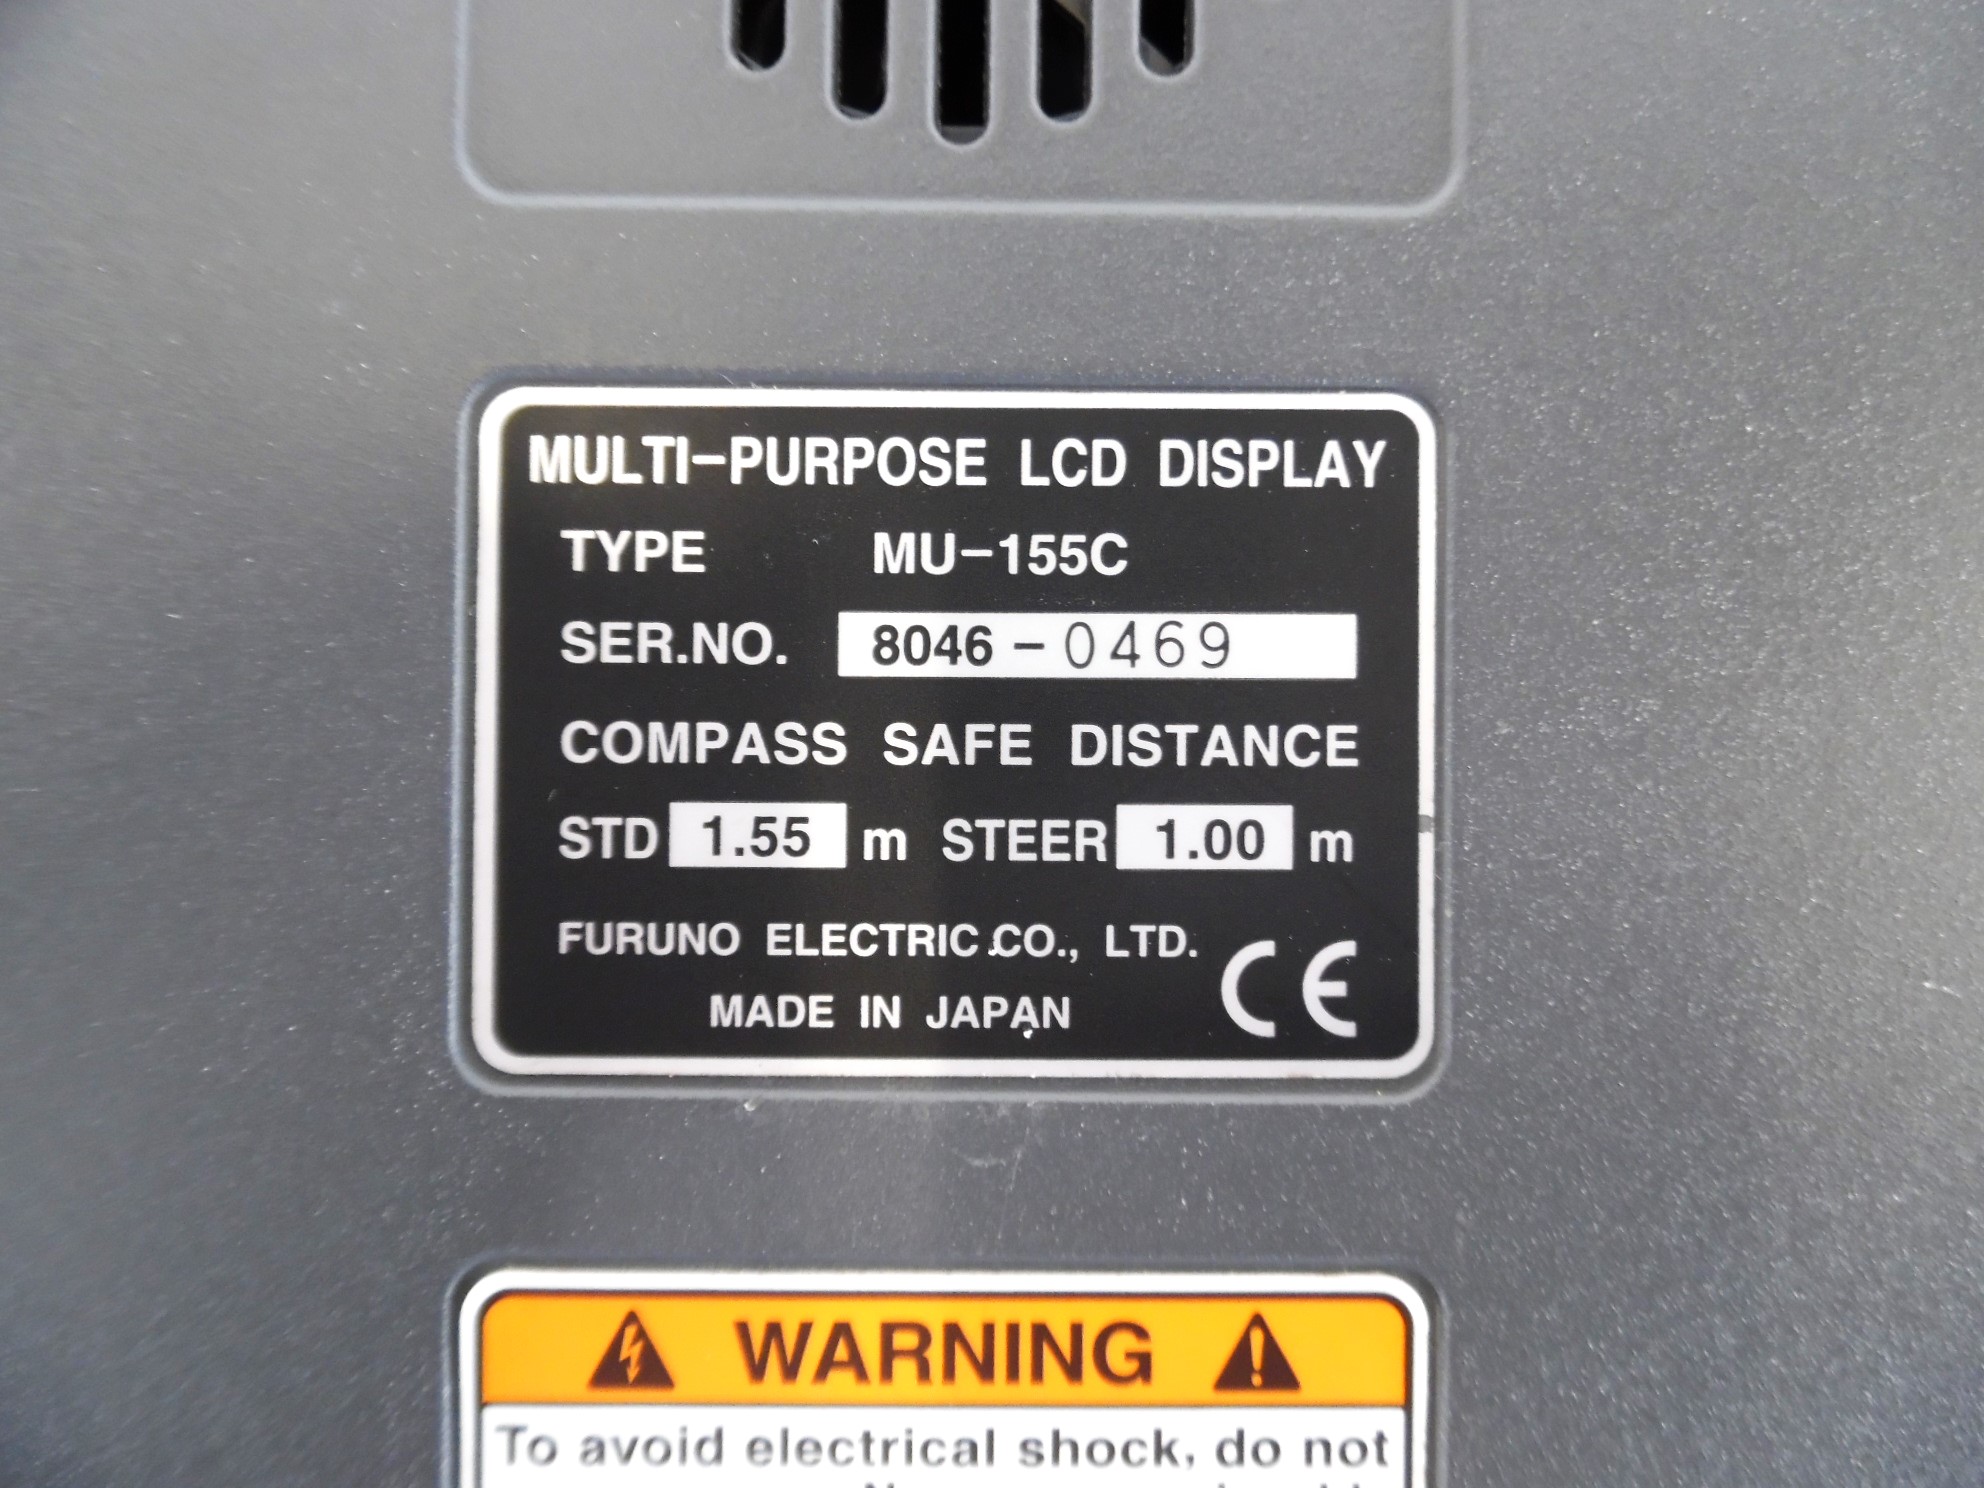 MULTI-PURPOSE LCD DISPLAY
TYPE MU-155C
SER.NO. 8046-0469
COMPASS SAFE DISTANCE
STD 1.55 m STEER 1.00 m
FURUNO ELECTRIC CO., LTD.
MADE IN JAPAN CE
WARNING
To avoid electrical shock, do not